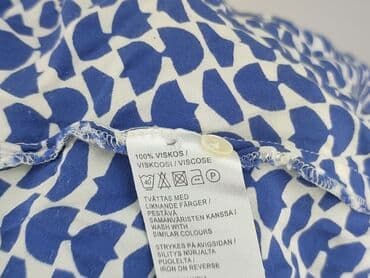 100% VISKOS /
VISKOOSI / VISCOSE
TVÄTTAS MED
LIKNANDE FÄRGER /
PESTÄVÄ
SAMANVÄRISTEN KANSSA /
WASH WITH
SIMILAR COLOURS
STRYKES PÅ AVIGSIDAN /
SILITYS NURJALTA
PUOLELTA /
IRON ON REVERSE